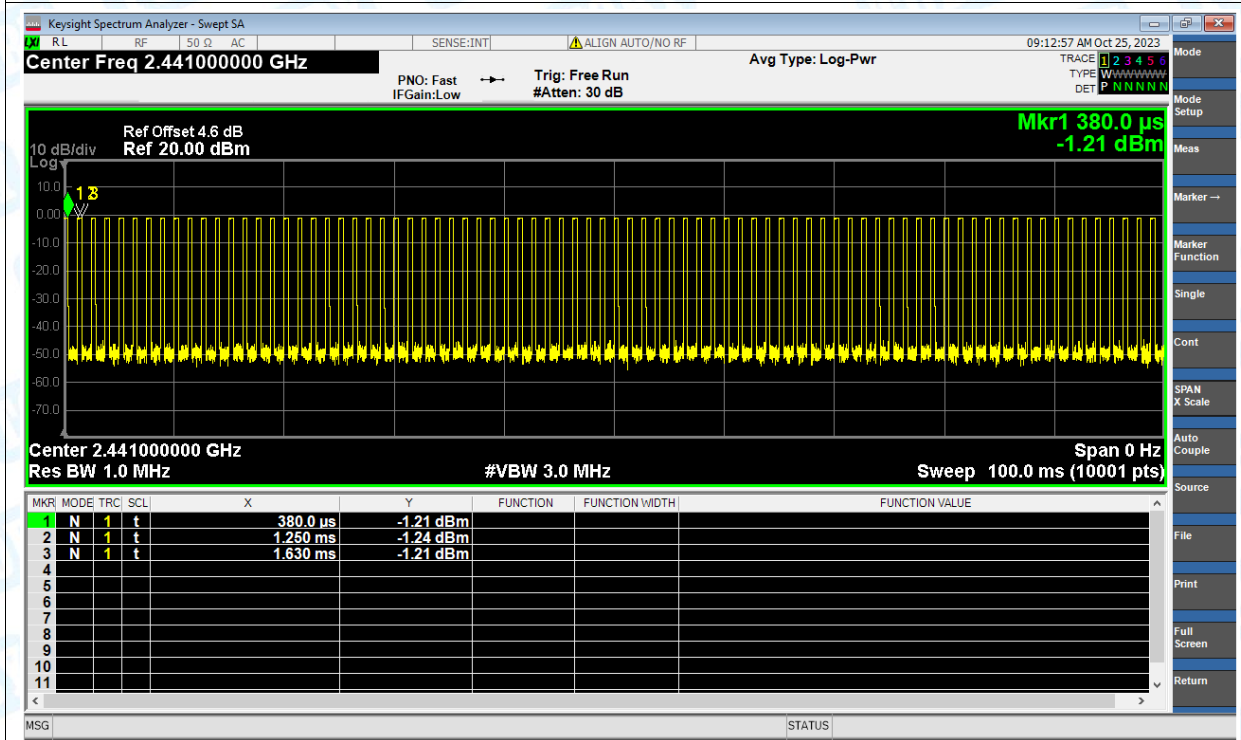 Keysight Spectrum Analyzer - Swept SA
LXI RL RF 50 Ω AC SENSE:INT ALIGN AUTO/NO RF 09:12:57 AM Oct 25, 2023
Center Freq 2.441000000 GHz
PNO: Fast
IFGain:Low
Trig: Free Run
#Atten: 30 dB
Avg Type: Log-Pwr
TRACE 1 2 3 4 5 6
TYPE WWWWWW
DET P N N N N N
Mkr1 380.0 µs
-1.21 dBm
Ref Offset 4.6 dB
10 dB/div Ref 20.00 dBm
Log
10.0
0.00
-10.0
-20.0
-30.0
-40.0
-50.0
-60.0
-70.0
1 2 3
Center 2.441000000 GHz Span 0 Hz
Res BW 1.0 MHz #VBW 3.0 MHz Sweep 100.0 ms (10001 pts)
MKR MODE TRC SCL X Y FUNCTION FUNCTION WIDTH FUNCTION VALUE
1 N 1 t 380.0 µs -1.21 dBm
2 N 1 t 1.250 ms -1.24 dBm
3 N 1 t 1.630 ms -1.21 dBm
4
5
6
7
8
9
10
11
MSG STATUS
Mode
Mode
Setup
Meas
Marker →
Marker
Function
Single
Cont
SPAN
X Scale
Auto
Couple
Source
File
Print
Full
Screen
Return